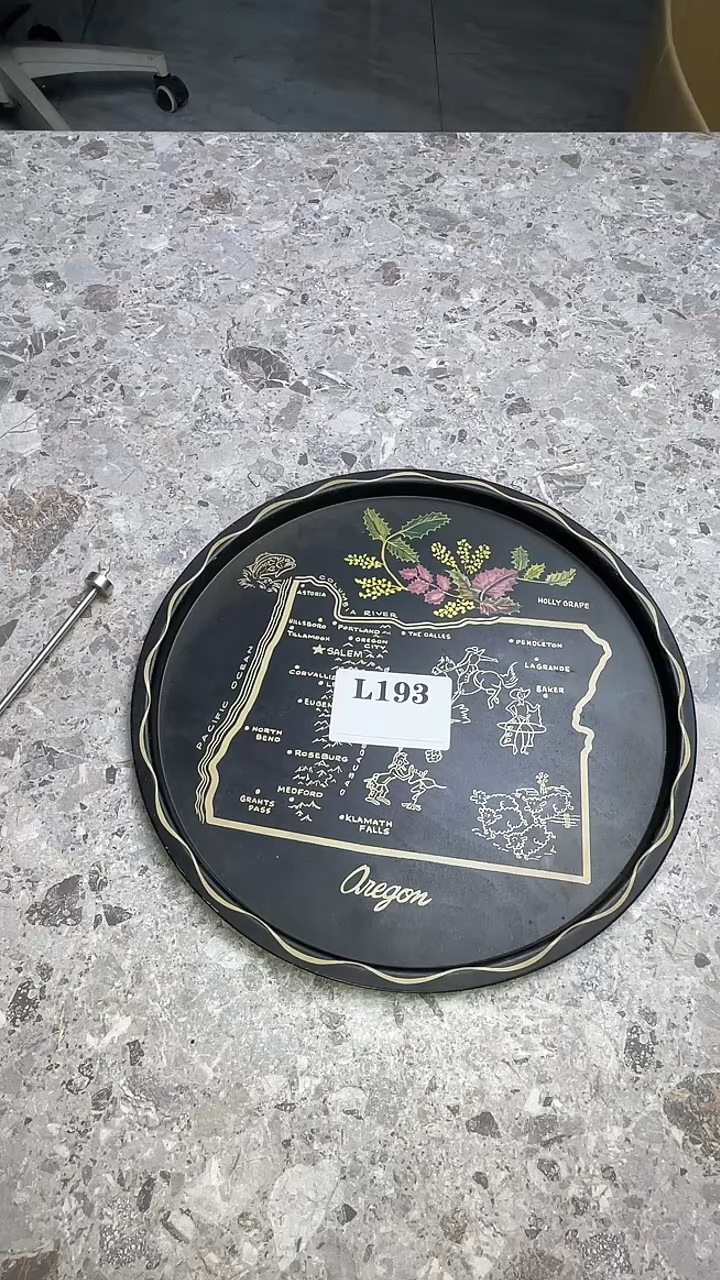 HOLLY GRAPE
ASTORIA
COLUMBIA RIVER
HILLSBORO
PORTLAND
TILLAMOOK
OREGON
CITY
THE DALLES
PENDLETON
SALEM
LAGRANDE
CORVALLIS
BAKER
L193
PACIFIC OCEAN
NORTH
BEND
ROSEBURG
MEDFORD
GRANTS
PASS
KLAMATH
FALLS
Oregon